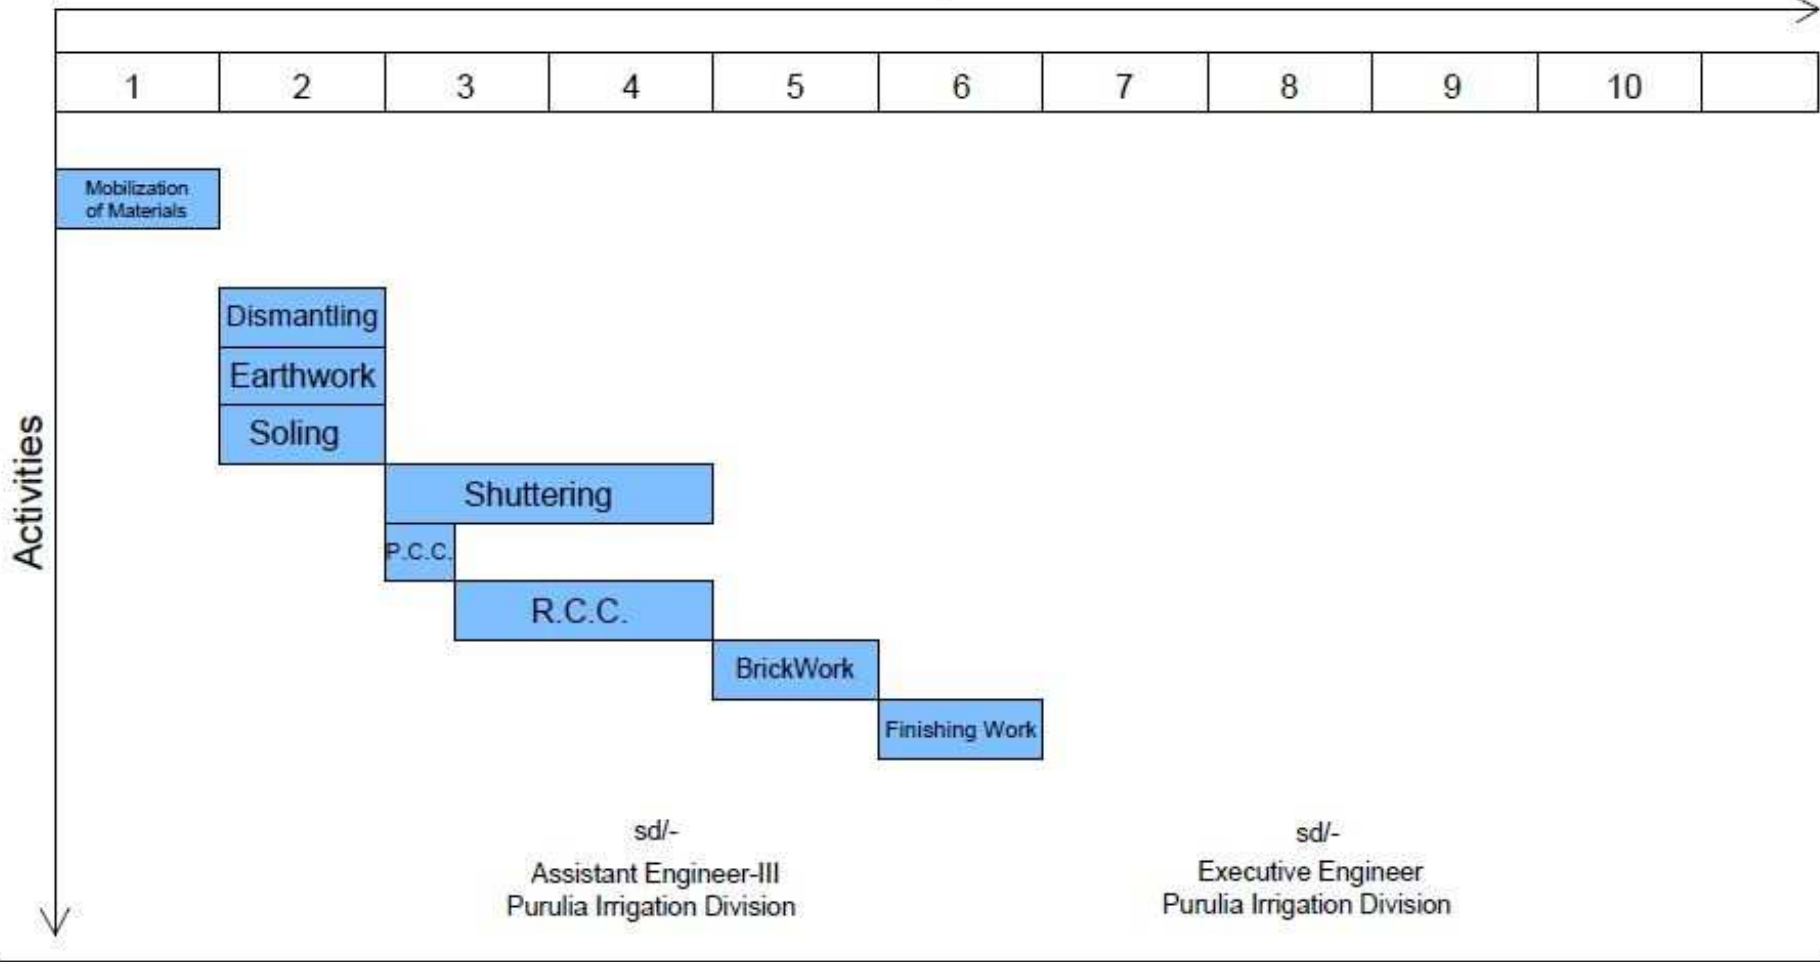 1 2 3 4 5 6 7 8 9 10
Mobilization
of Materials
Dismantling
Earthwork
Soling
Activities
Shuttering
P.C.C.
R.C.C.
BrickWork
Finishing Work
sd/-
Assistant Engineer-III
Purulia Irrigation Division
sd/-
Executive Engineer
Purulia Irrigation Division